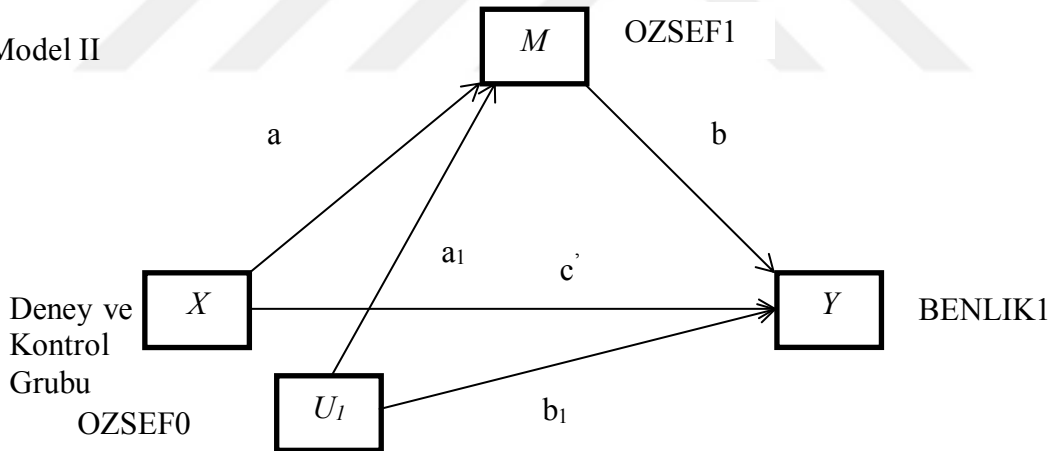 Model II
M
OZSEF1
a
b
a₁
c’
X
Y
Deney ve
Kontrol
Grubu
BENLIK1
U₁
OZSEF0
b₁